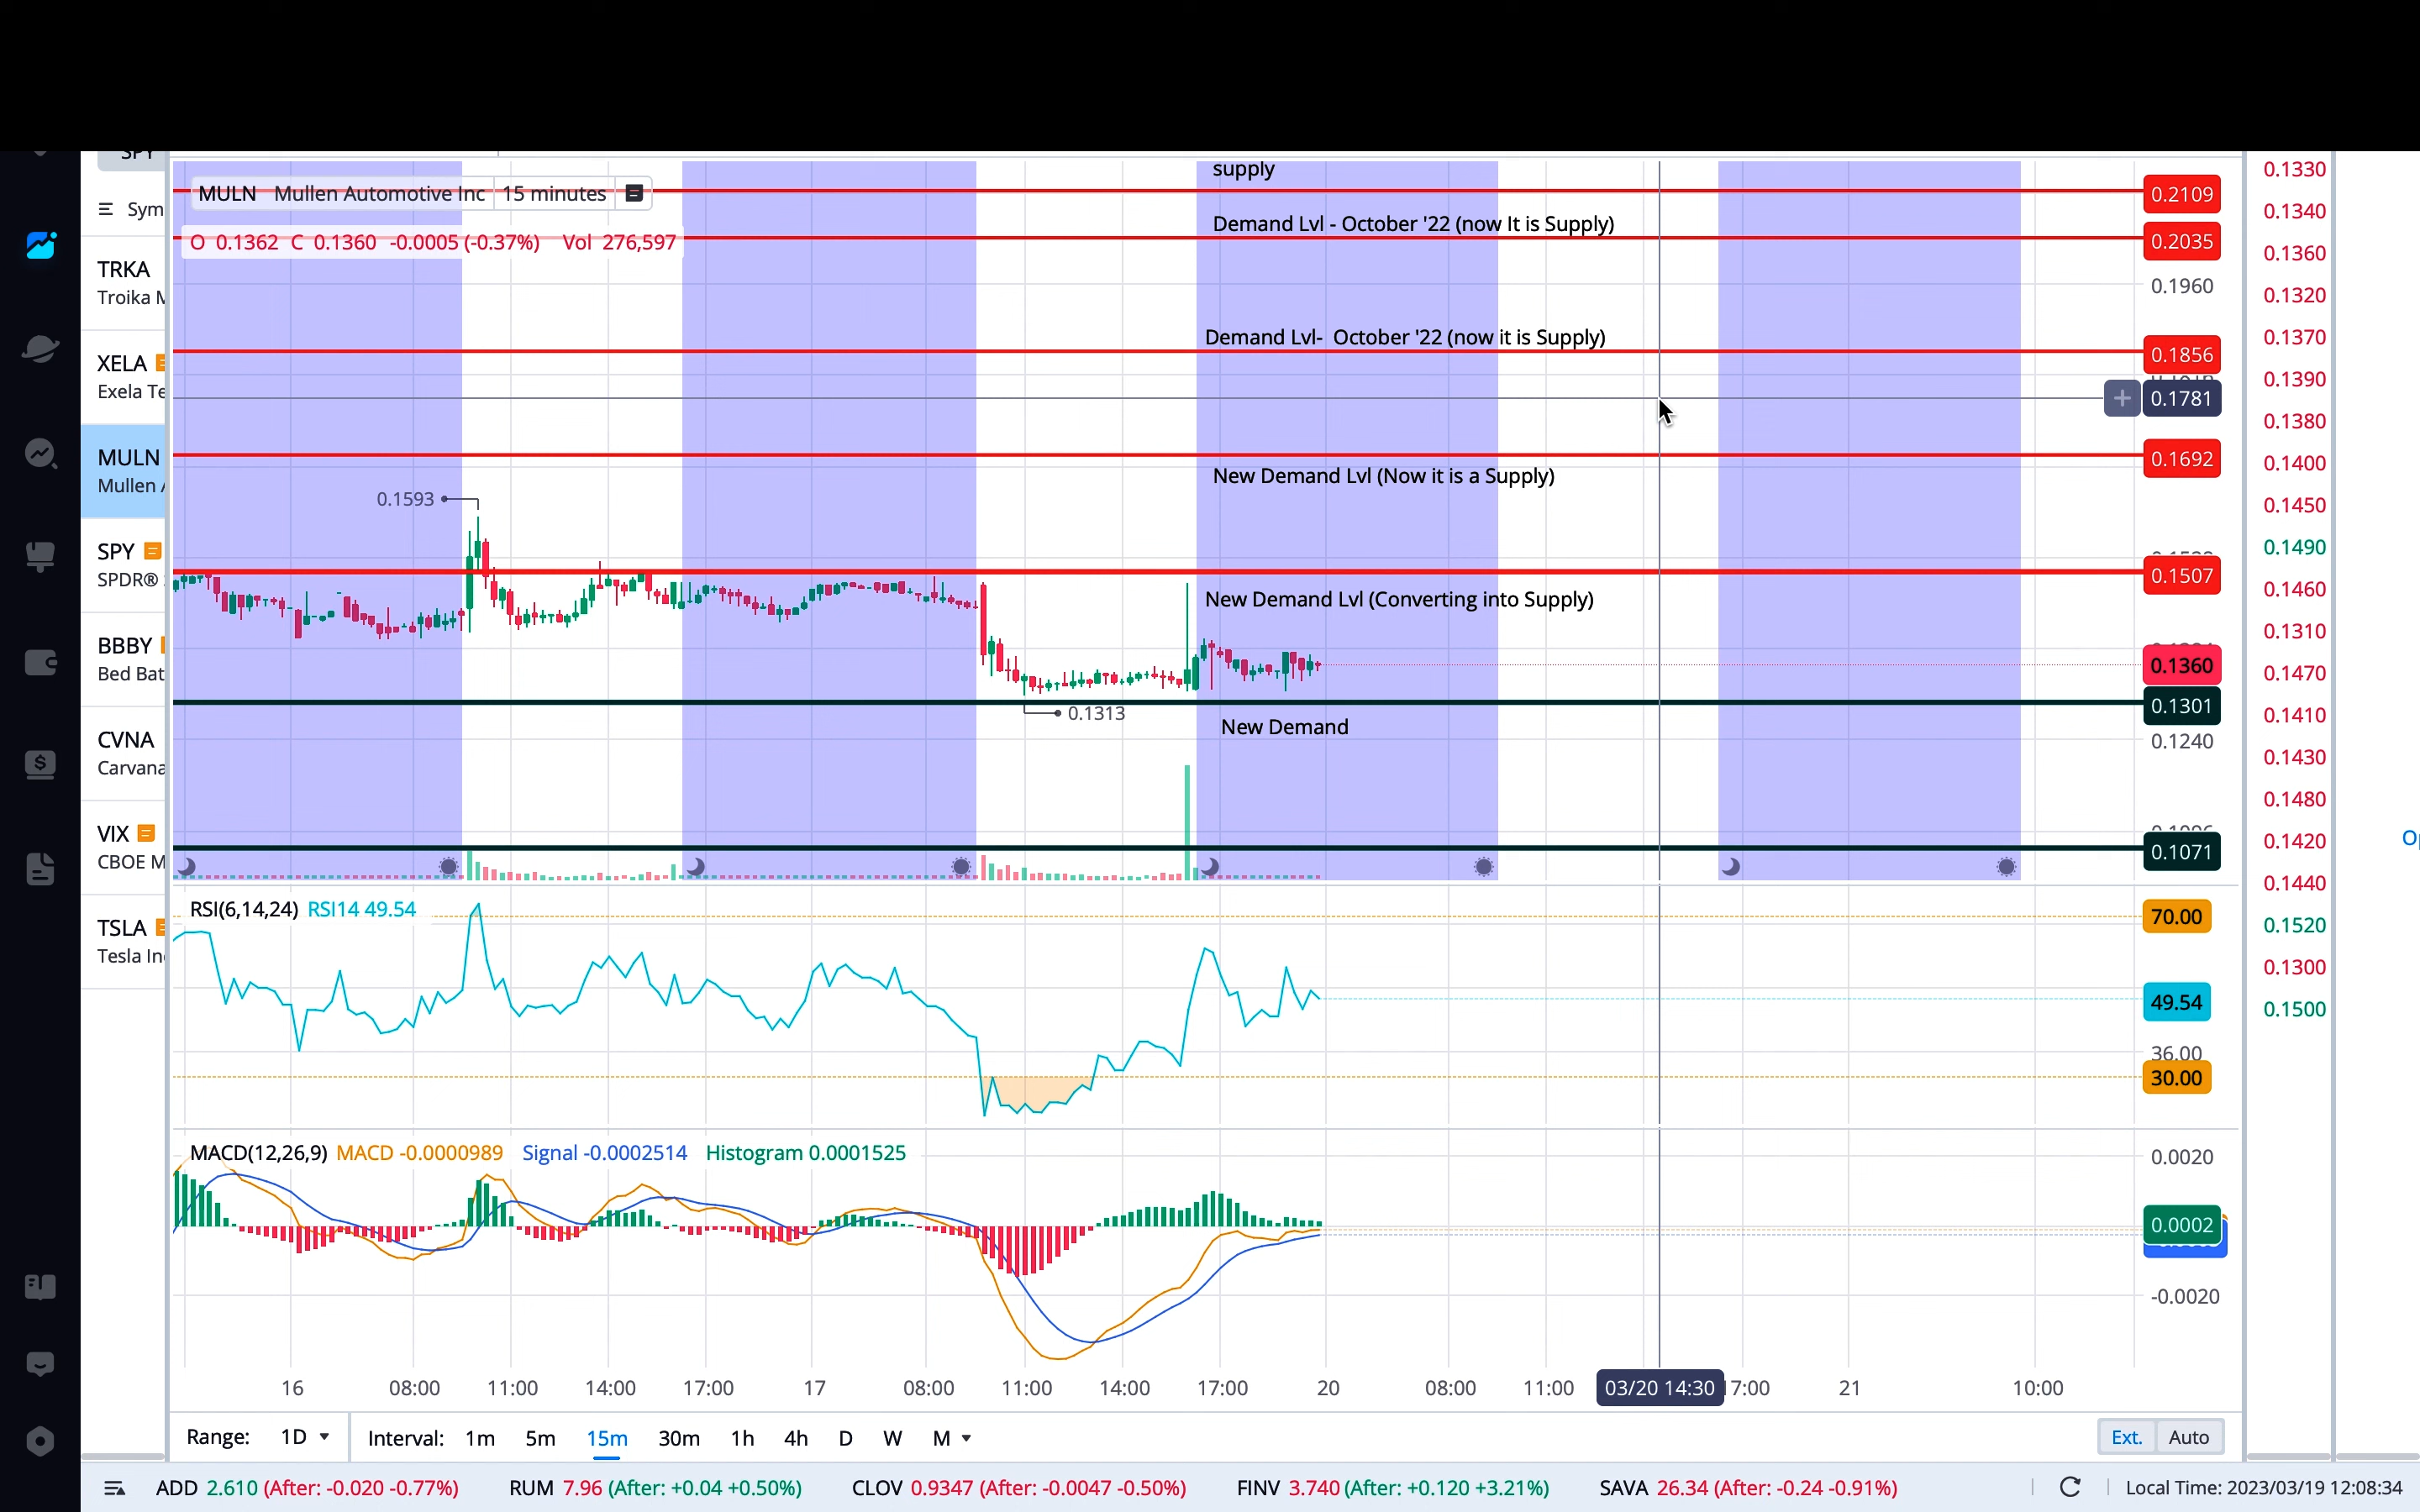 supply
MULN Mullen Automotive Inc 15 minutes
O 0.1362 C 0.1360 -0.0005 (-0.37%) Vol 276,597
Demand Lvl - October '22 (now It is Supply)
Demand Lvl- October '22 (now it is Supply)
New Demand Lvl (Now it is a Supply)
New Demand Lvl (Converting into Supply)
New Demand
0.1593
0.1313
SPY
Sym
TRKA
Troika
XELA
Exela Te
MULN
Mullen
SPY
SPDR®
BBBY
Bed Bat
CVNA
Carvana
VIX
CBOE M
TSLA
Tesla In
0.2109
0.2035
0.1960
0.1856
0.1781
0.1692
0.1507
0.1360
0.1301
0.1240
0.1071
0.1330
0.1340
0.1360
0.1320
0.1370
0.1390
0.1380
0.1400
0.1450
0.1490
0.1460
0.1310
0.1470
0.1410
0.1430
0.1480
0.1420
0.1440
0.1520
0.1300
0.1500
RSI(6,14,24) RSI14 49.54
70.00
49.54
36.00
30.00
MACD(12,26,9) MACD -0.0000989 Signal -0.0002514 Histogram 0.0001525
0.0020
0.0002
-0.0020
16 08:00 11:00 14:00 17:00 17 08:00 11:00 14:00 17:00 20 08:00 11:00 03/20 14:30 7:00 21 10:00
Range: 1D Interval: 1m 5m 15m 30m 1h 4h D W M Ext. Auto
ADD 2.610 (After: -0.020 -0.77%) RUM 7.96 (After: +0.04 +0.50%) CLOV 0.9347 (After: -0.0047 -0.50%) FINV 3.740 (After: +0.120 +3.21%) SAVA 26.34 (After: -0.24 -0.91%) Local Time: 2023/03/19 12:08:34